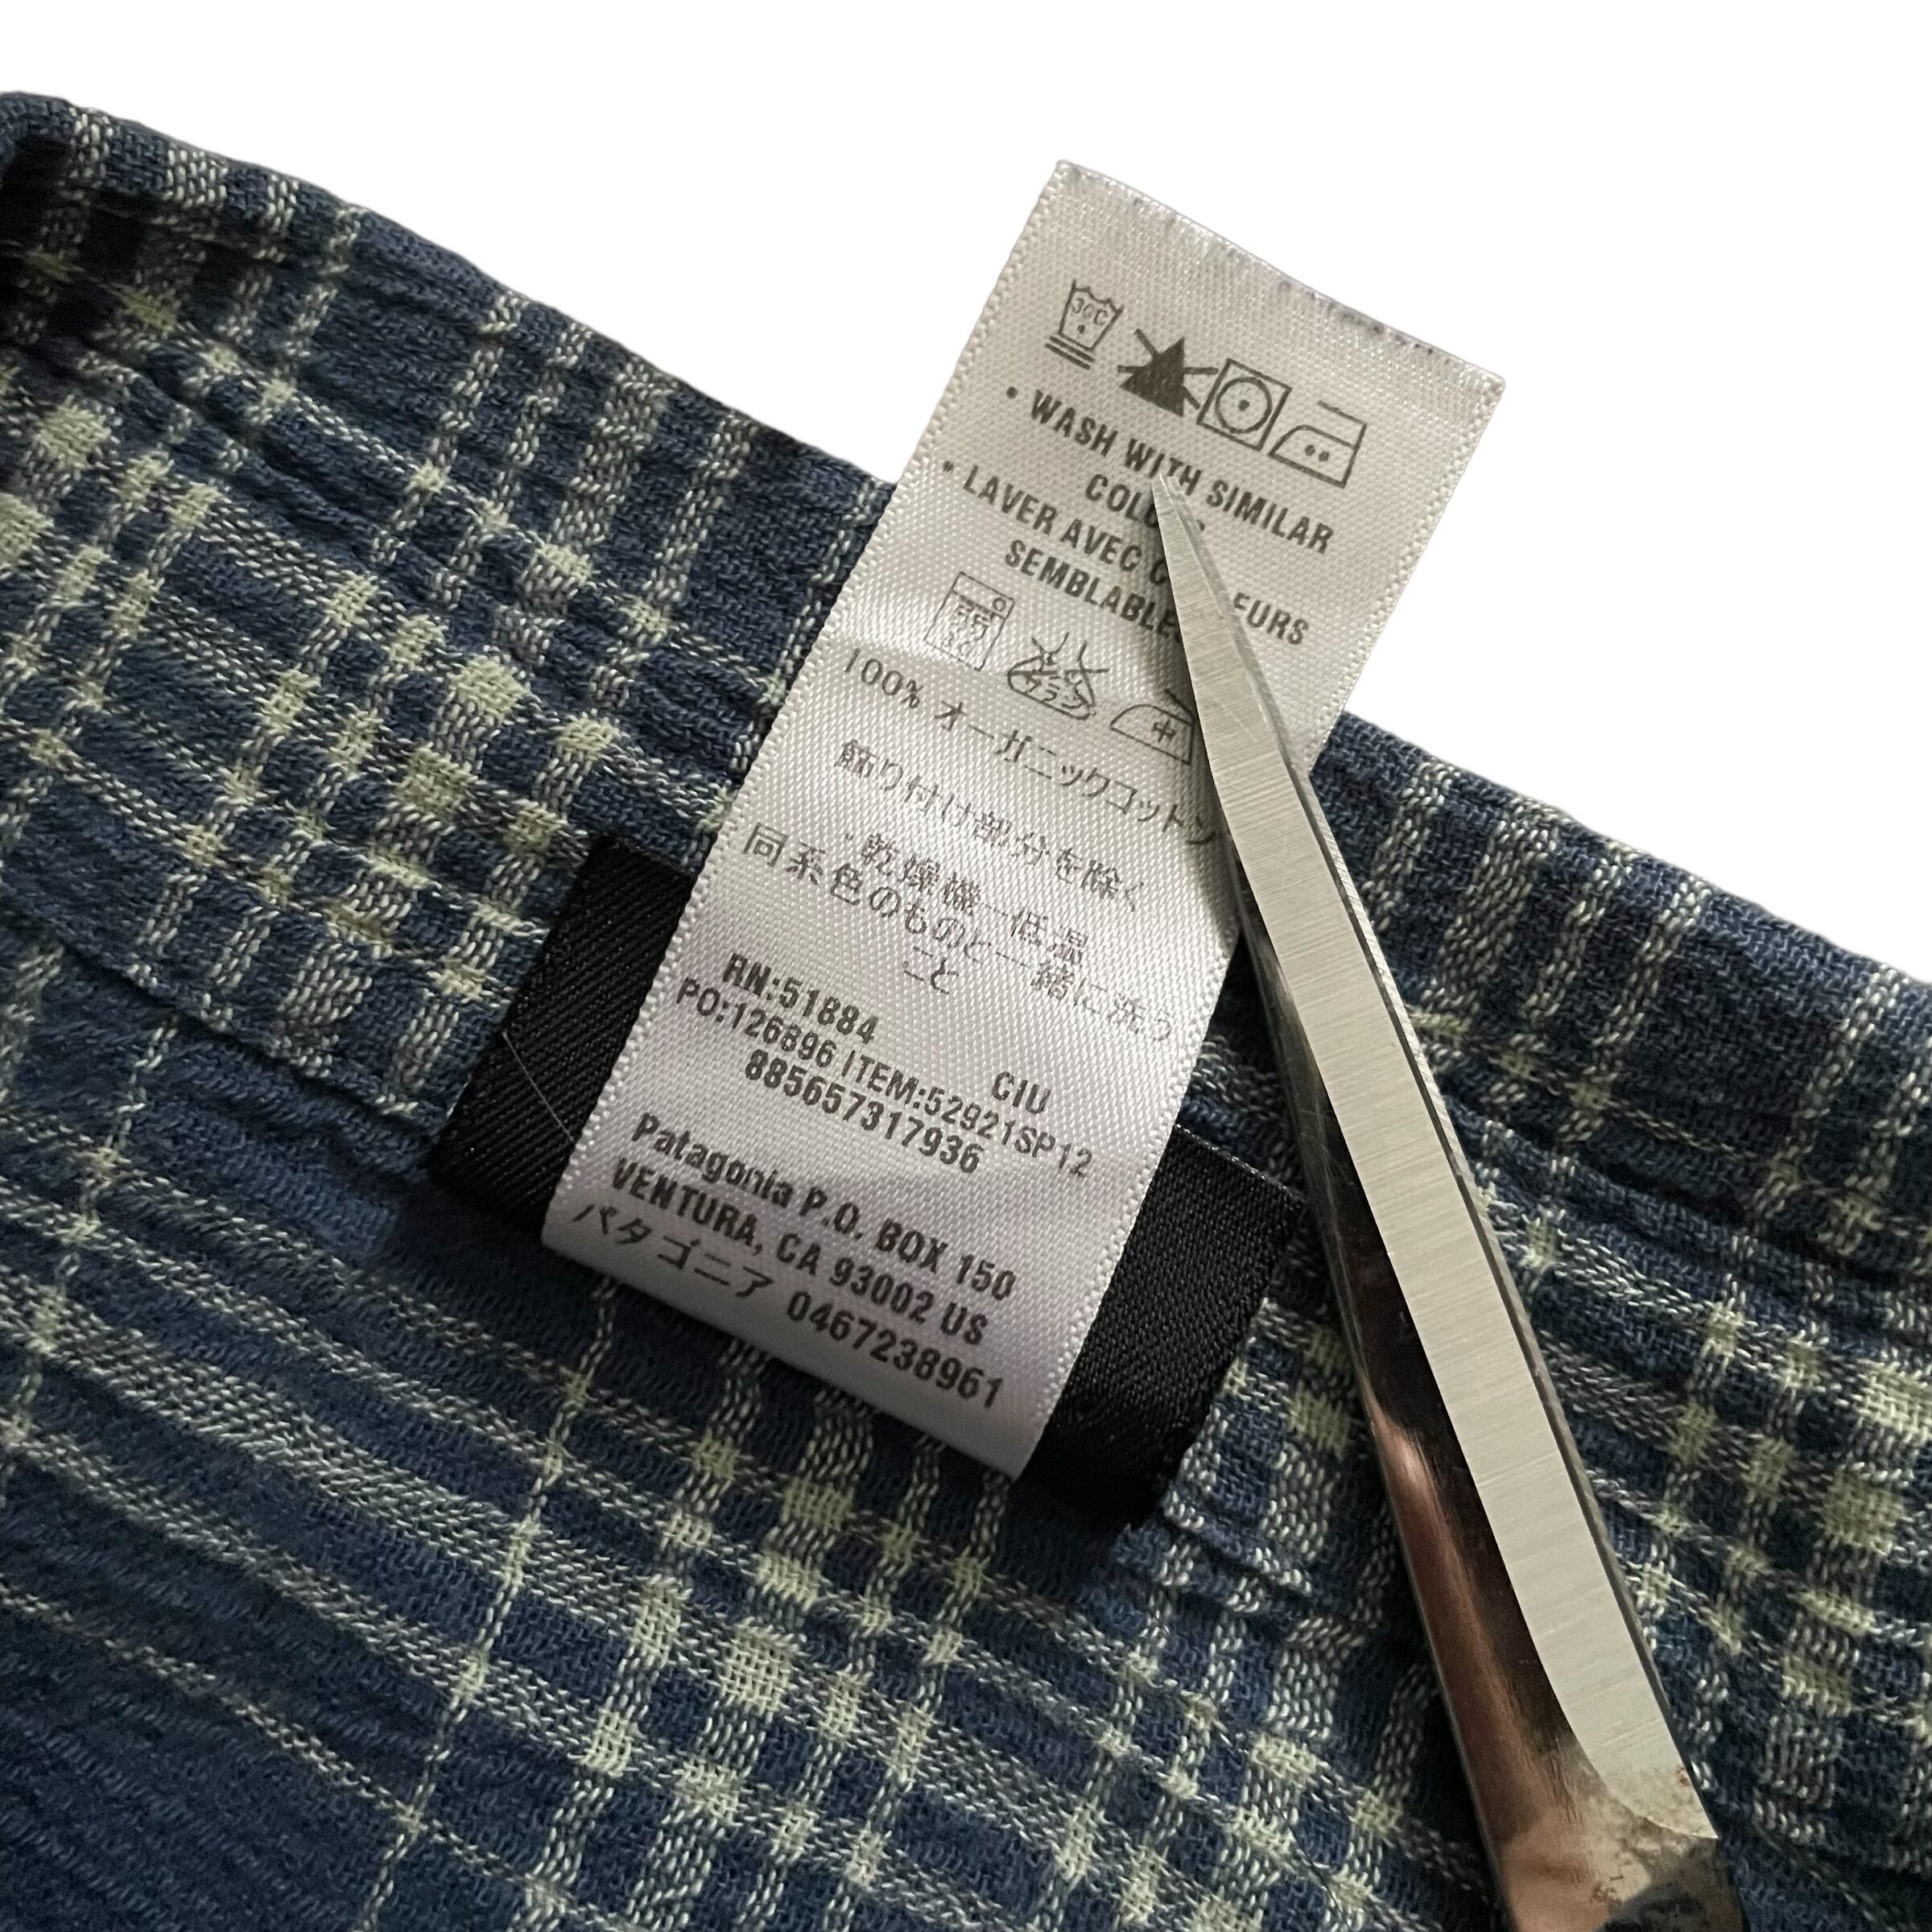 30C
• WASH WITH SIMILAR
• LAVER AVEC
SEMBLABLES
中
100% オーガニックコットン
飾り付け部分を除く
・乾燥機－低温
同系色のものと一緒に洗う
こと
RN:51884 CIU
PO:126896 ITEM:52921SP12
885657317936
Patagonia P.O. BOX 150
VENTURA, CA 93002 US
パタゴニア 0467238961